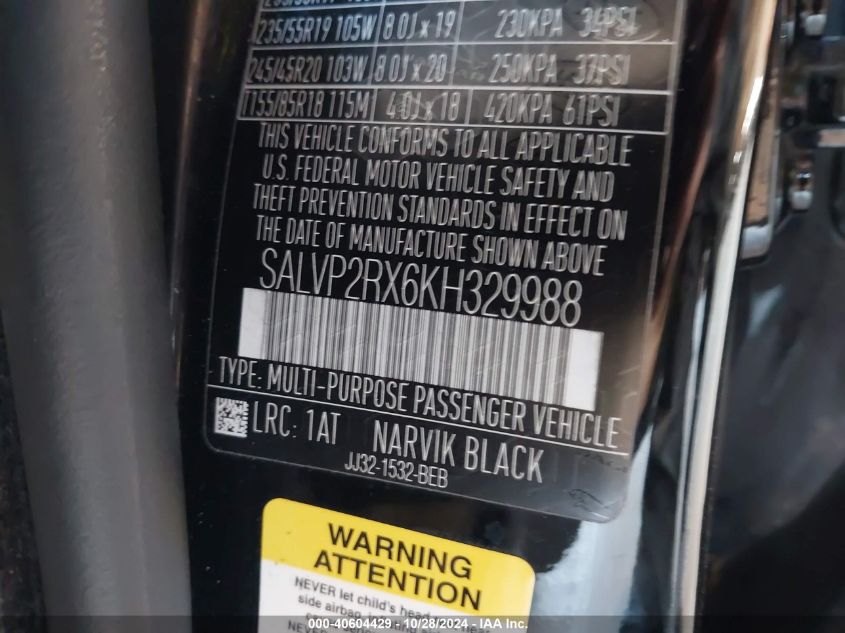 235/55R19 105W 8.0J x 19 230KPA 34PSI
245/45R20 103W 8.0J x 20 250KPA 37PSI
T155/85R18 115M 4.0J x 18 420KPA 61PSI
THIS VEHICLE CONFORMS TO ALL APPLICABLE
U.S. FEDERAL MOTOR VEHICLE SAFETY AND
THEFT PREVENTION STANDARDS IN EFFECT ON
THE DATE OF MANUFACTURE SHOWN ABOVE.
SALVP2RX6KH329988
TYPE: MULTI-PURPOSE PASSENGER VEHICLE
LRC: 1AT NARVIK BLACK
JJ32-1532-BEB
WARNING
ATTENTION
NEVER let child's head
side airbag,
000-40604429 - 10/28/2024 - IAA Inc.